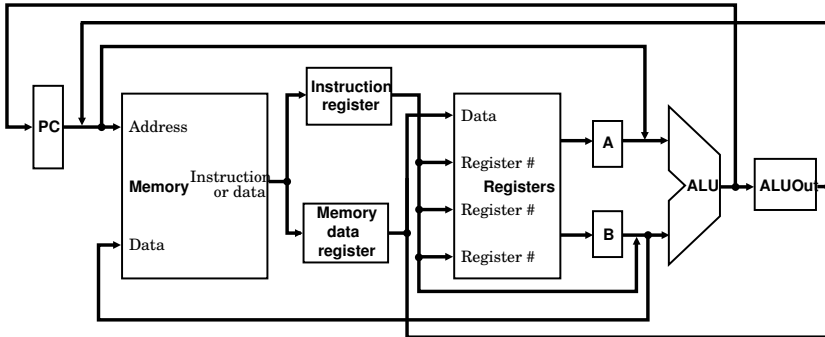 PC
Address
Memory
Instruction
or data
Data
Instruction
register
Memory
data
register
Data
Register #
Registers
Register #
Register #
A
B
ALU
ALUOut